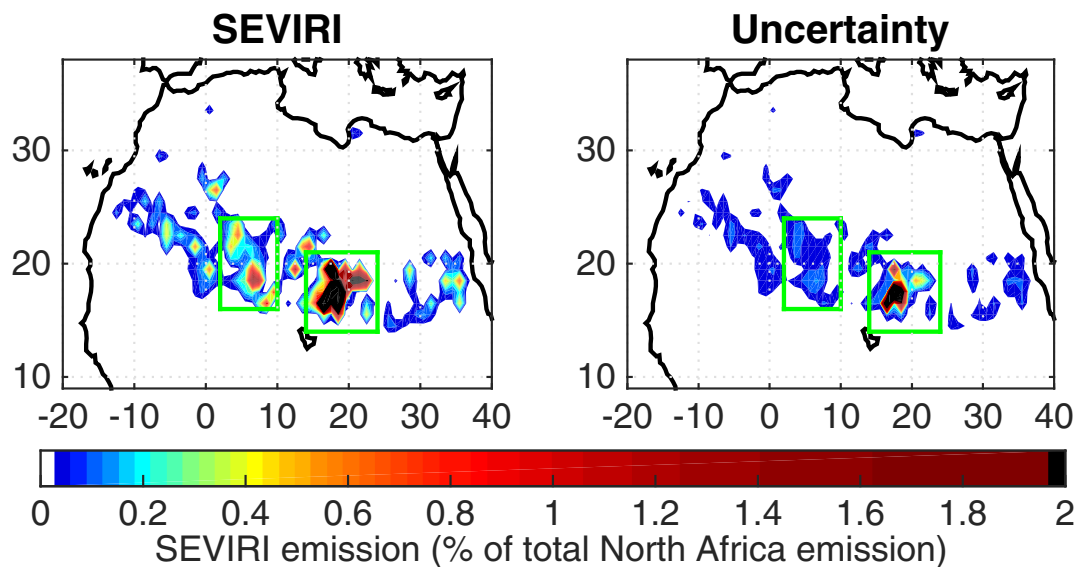 SEVIRI Uncertainty
30 30
20 20
10 10
-20 -10 0 10 20 30 40 -20 -10 0 10 20 30 40
0 0.2 0.4 0.6 0.8 1 1.2 1.4 1.6 1.8 2
SEVIRI emission (% of total North Africa emission)